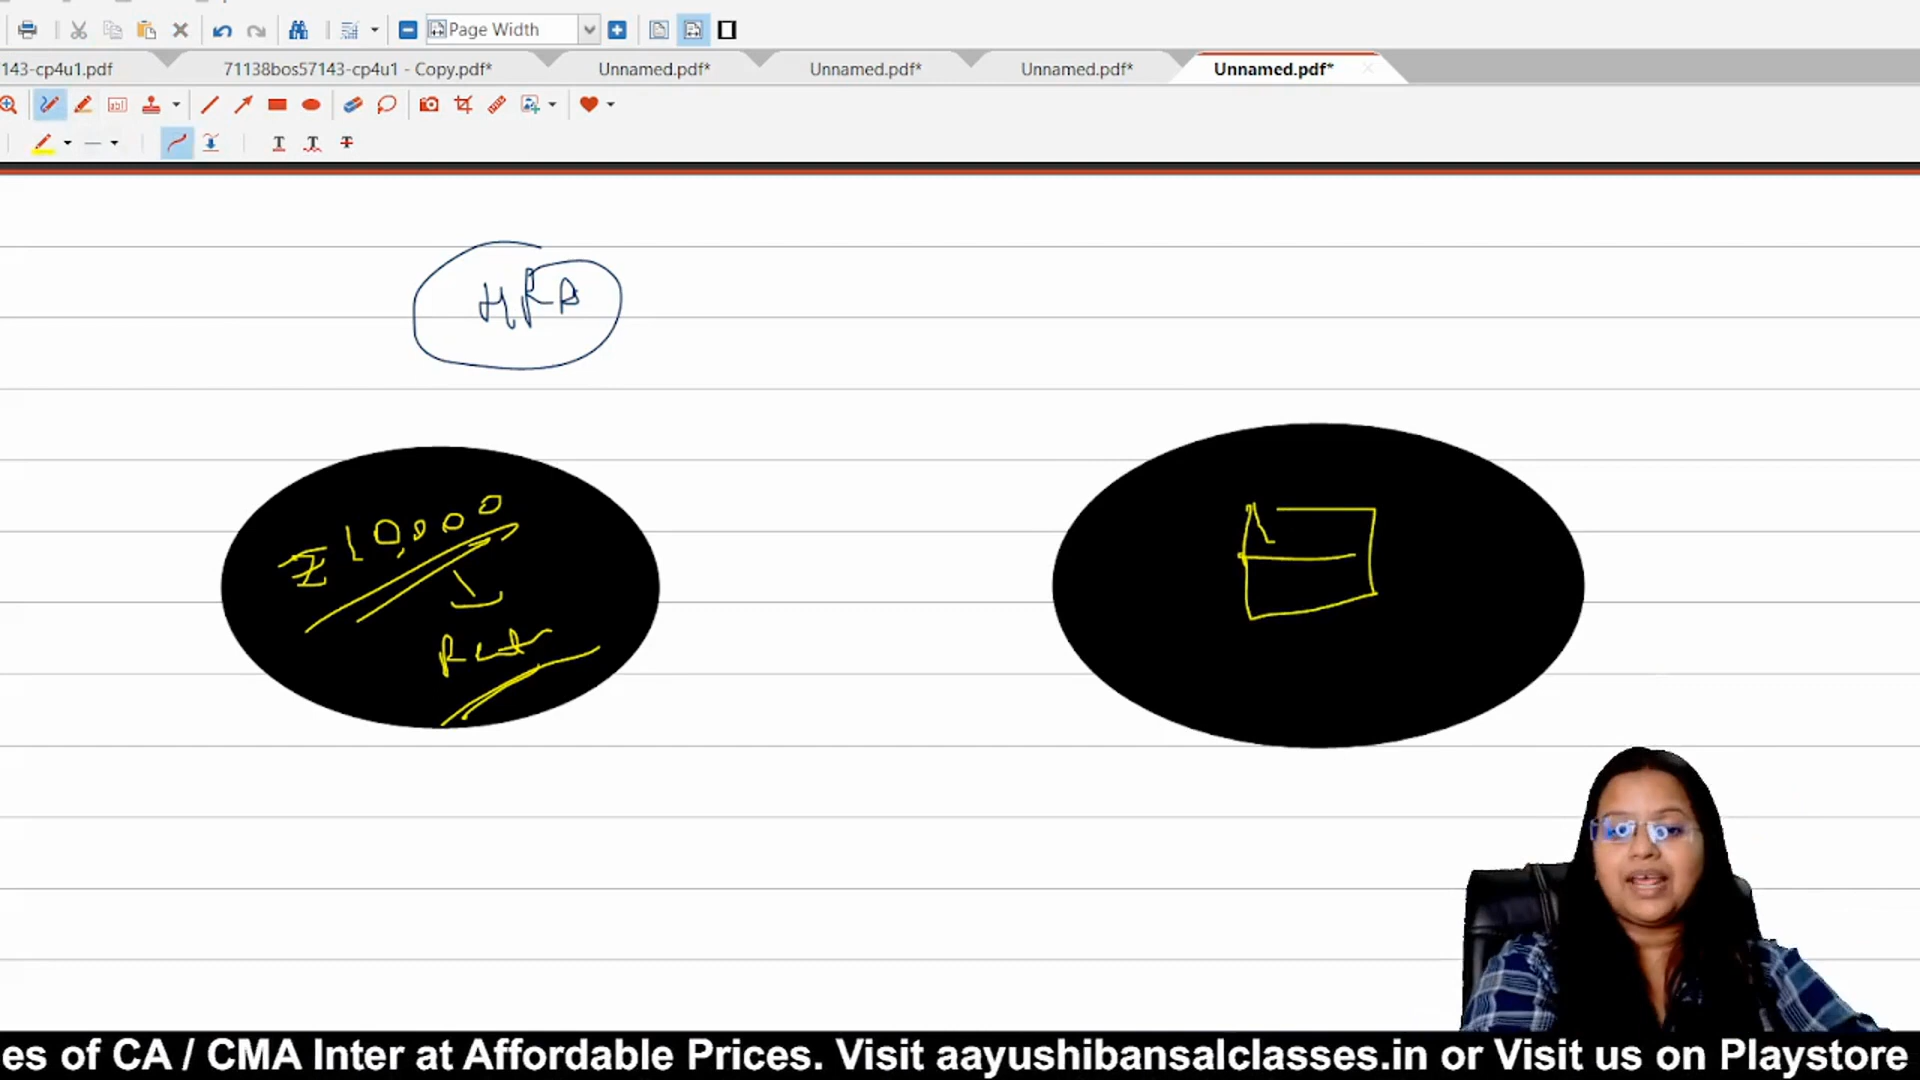 Page Width
143-cp4u1.pdf
71138bos57143-cp4u1 - Copy.pdf*
Unnamed.pdf*
Unnamed.pdf*
Unnamed.pdf*
Unnamed.pdf*
HRA
₹10,000
Rent
es of CA / CMA Inter at Affordable Prices. Visit aayushibansalclasses.in or Visit us on Playstore